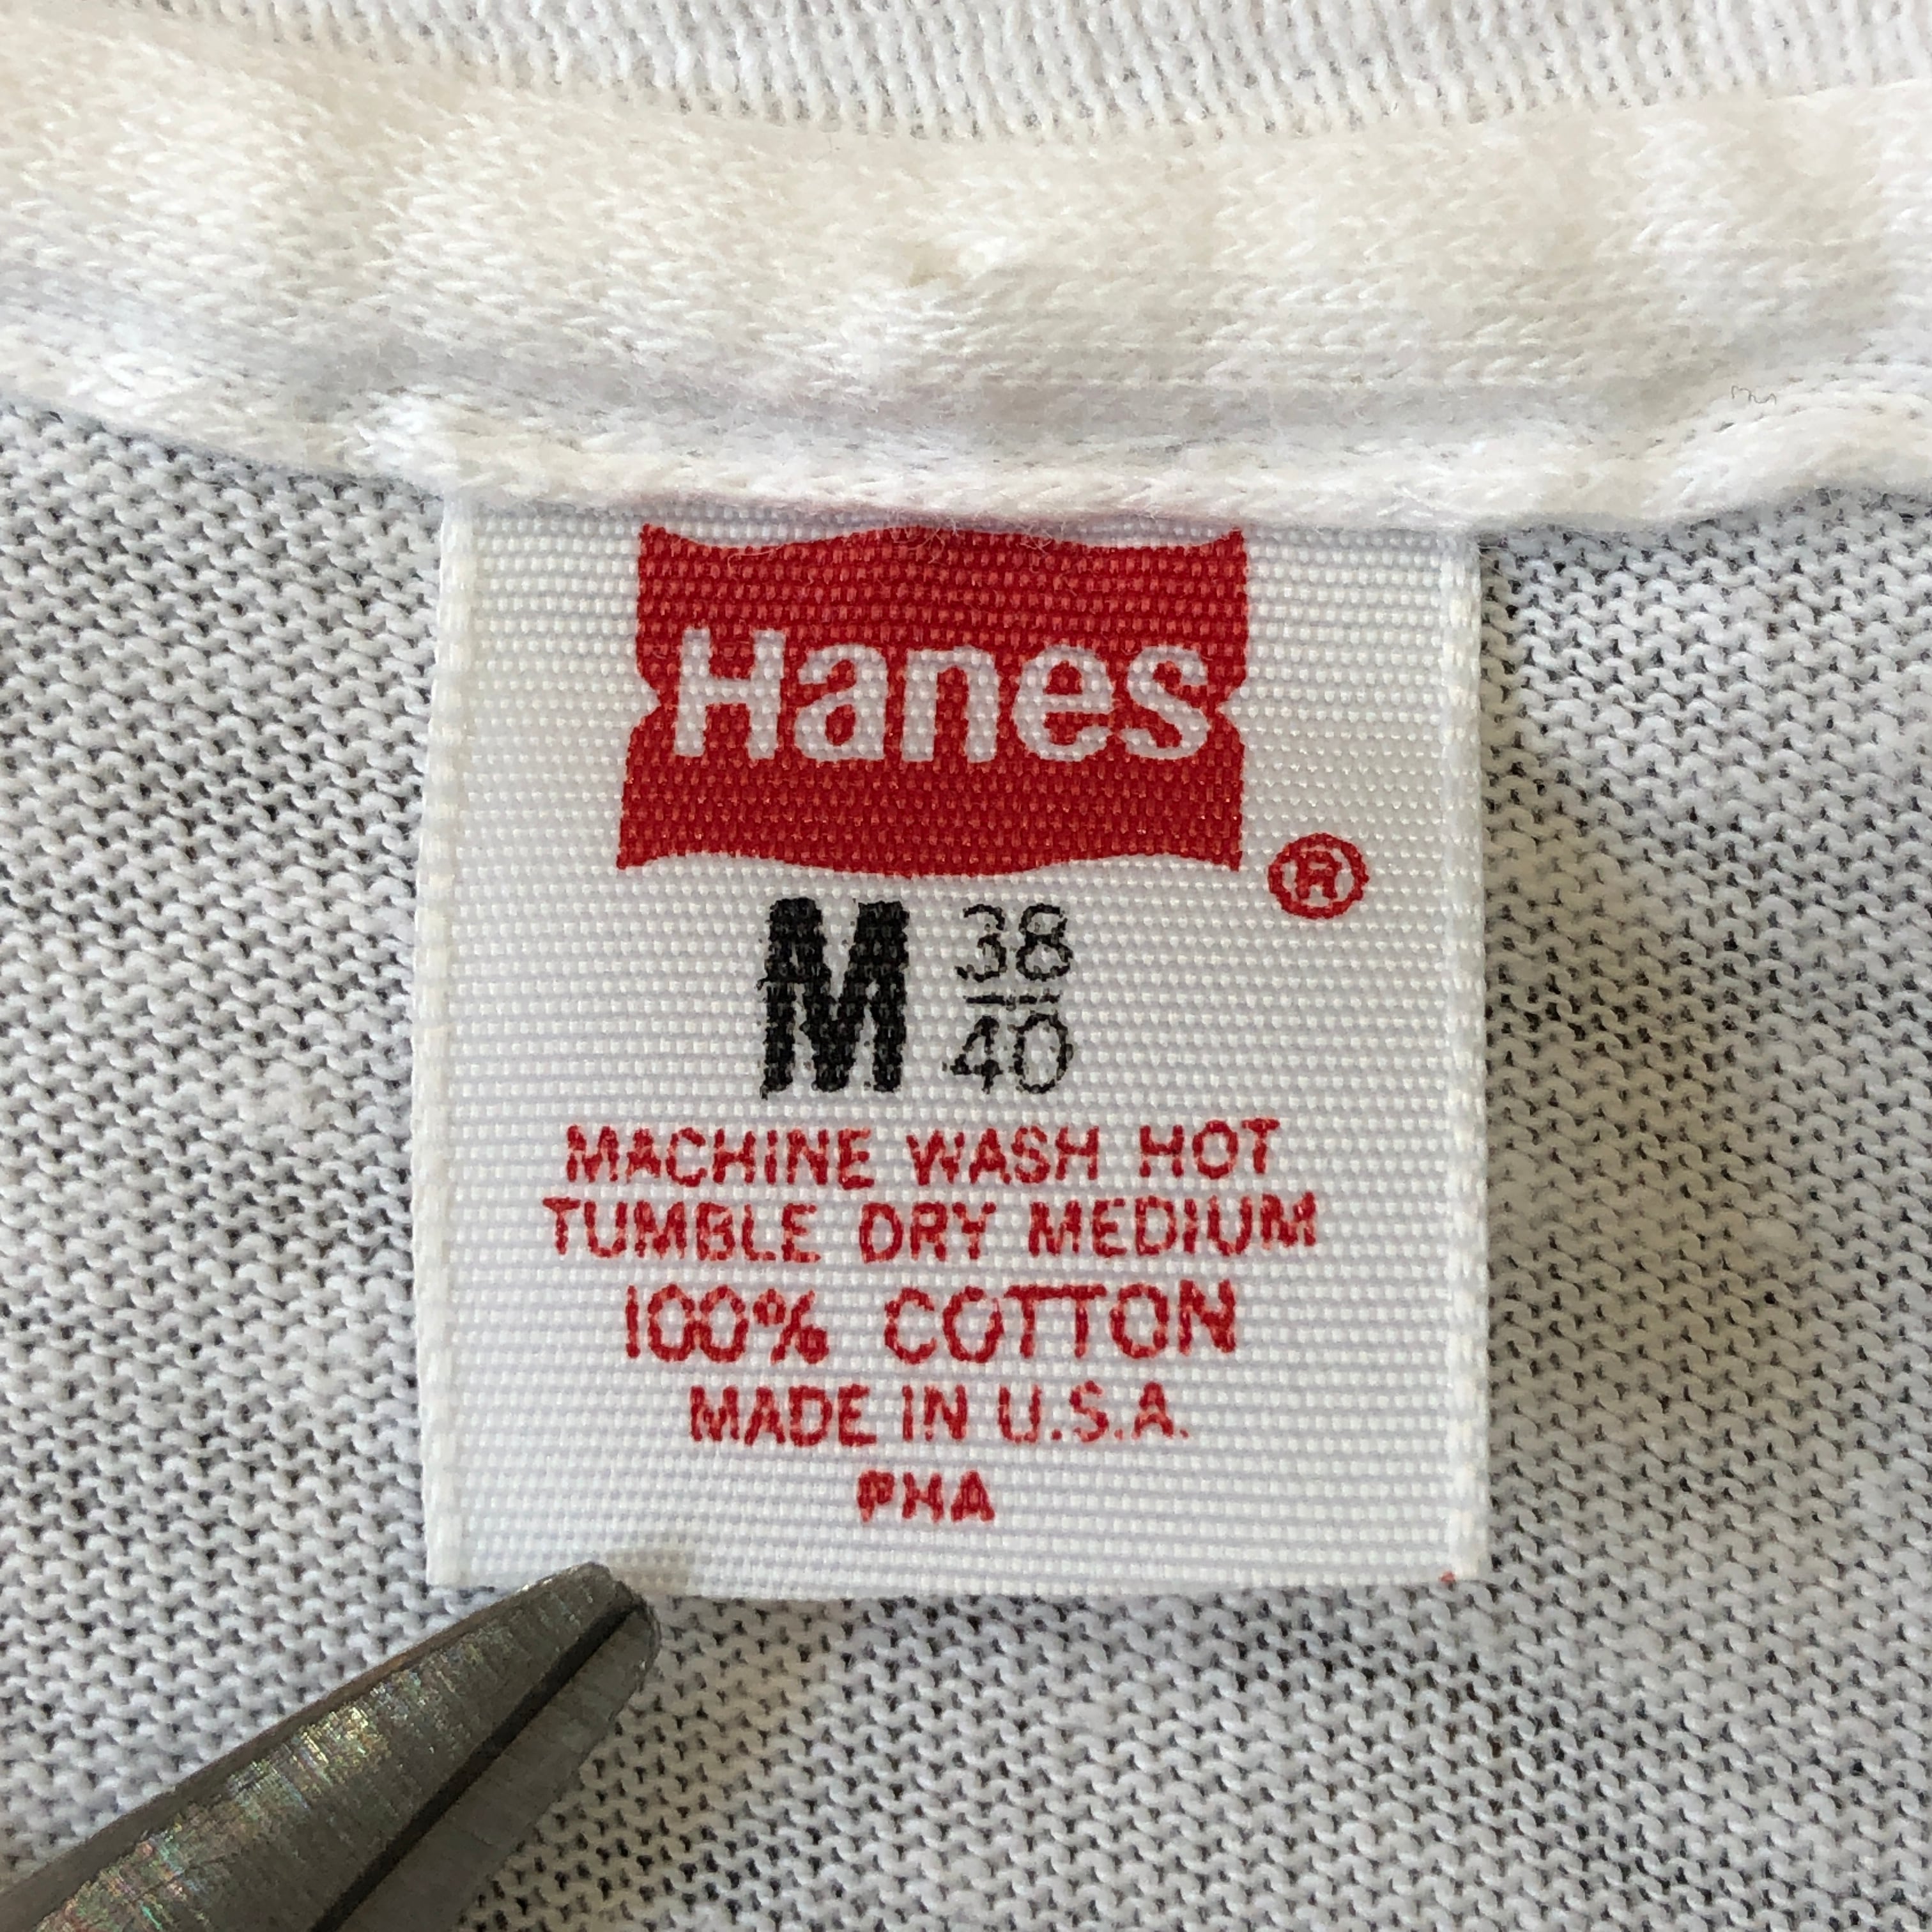 Hanes
®
M 38
40
MACHINE WASH HOT
TUMBLE DRY MEDIUM
100% COTTON
MADE IN U.S.A.
PHA